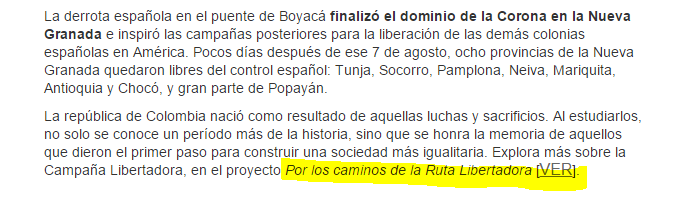 La derrota española en el puente de Boyacá finalizó el dominio de la Corona en la Nueva
Granada e inspiró las campañas posteriores para la liberación de las demás colonias
españolas en América. Pocos días después de ese 7 de agosto, ocho provincias de la Nueva
Granada quedaron libres del control español: Tunja, Socorro, Pamplona, Neiva, Mariquita,
Antioquia y Chocó, y gran parte de Popayán.
La república de Colombia nació como resultado de aquellas luchas y sacrificios. Al estudiarlos,
no solo se conoce un período más de la historia, sino que se honra la memoria de aquellos
que dieron el primer paso para construir una sociedad más igualitaria. Explora más sobre la
Campaña Libertadora, en el proyecto Por los caminos de la Ruta Libertadora [VER].